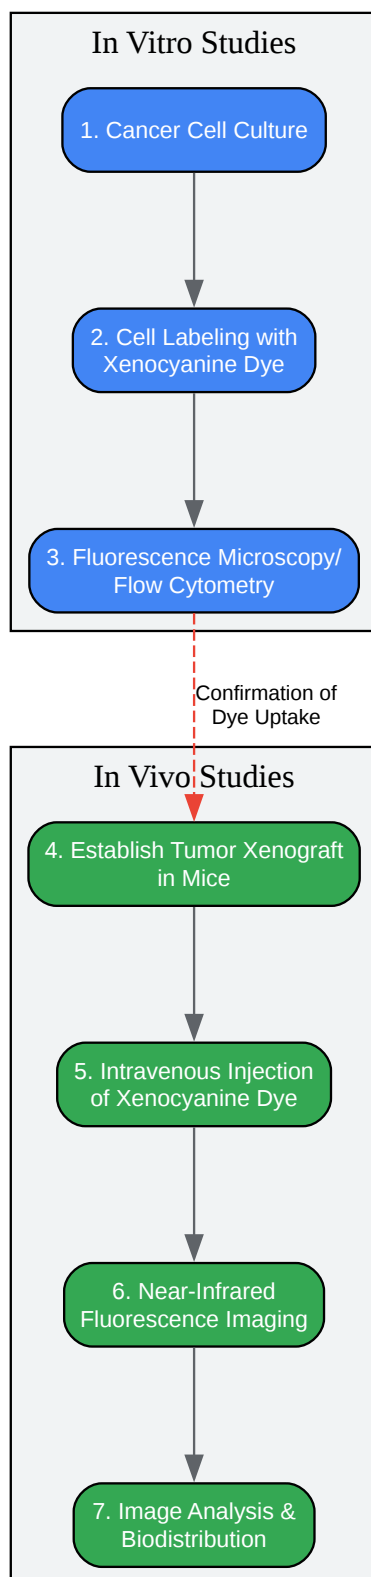 In Vitro Studies
1. Cancer Cell Culture
2. Cell Labeling with
Xenocyanine Dye
3. Fluorescence Microscopy/
Flow Cytometry
Confirmation of
Dye Uptake
In Vivo Studies
4. Establish Tumor Xenograft
in Mice
5. Intravenous Injection
of Xenocyanine Dye
6. Near-Infrared
Fluorescence Imaging
7. Image Analysis &
Biodistribution